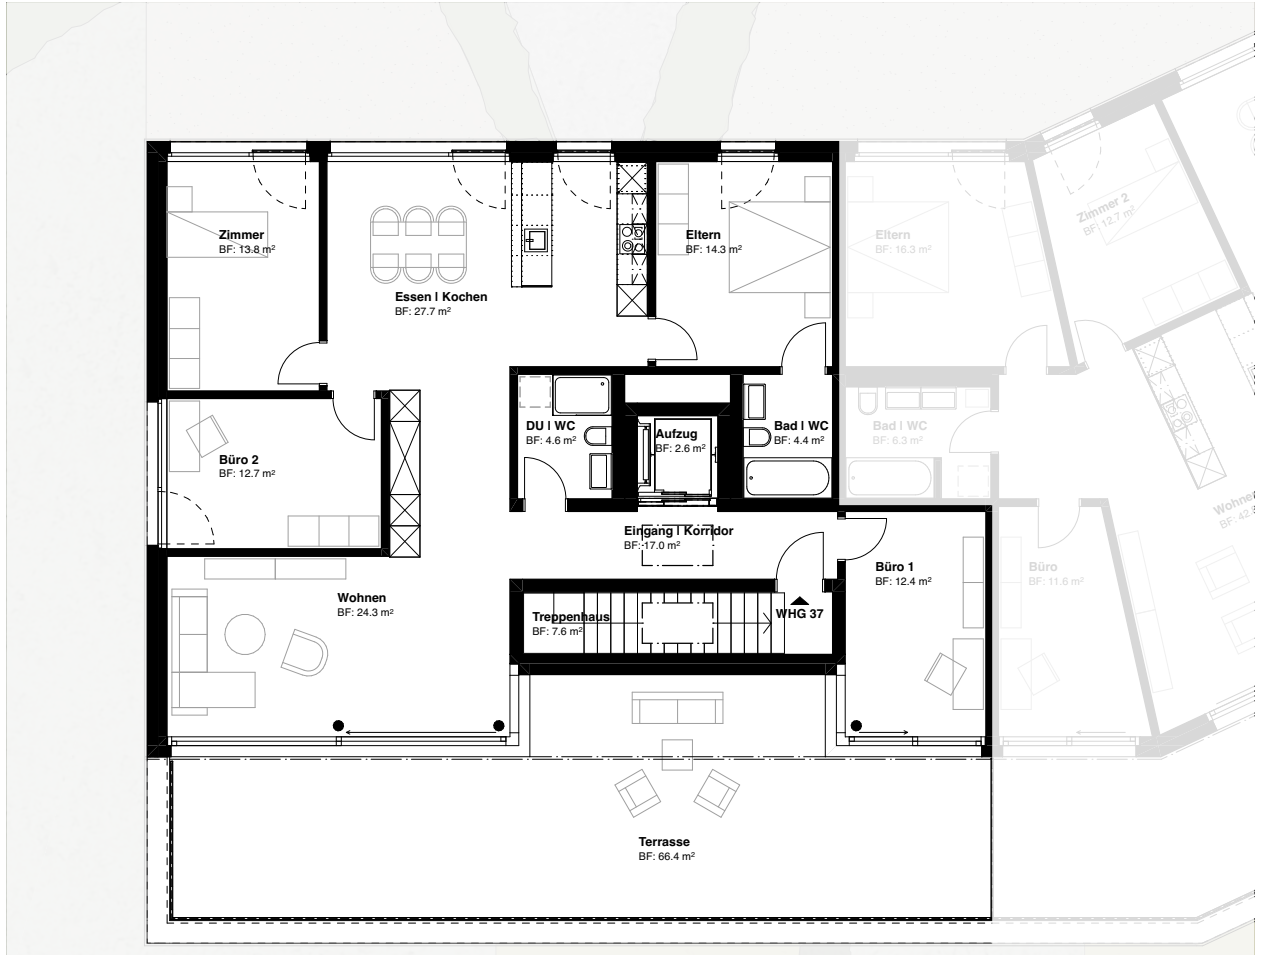 Zimmer
BF: 13.8 m²
Essen | Kochen
BF: 27.7 m²
Eltern
BF: 14.3 m²
Eltern
BF: 16.3 m²
Zimmer 2
BF: 12.7 m²
Büro 2
BF: 12.7 m²
DU | WC
BF: 4.6 m²
Aufzug
BF: 2.6 m²
Bad | WC
BF: 4.4 m²
Bad | WC
BF: 6.3 m²
Eingang | Korridor
BF: 17.0 m²
Büro 1
BF: 12.4 m²
Büro
BF: 11.6 m²
Wohnen
BF: 24.3 m²
Treppenhaus
BF: 7.6 m²
WHG 37
Terrasse
BF: 66.4 m²